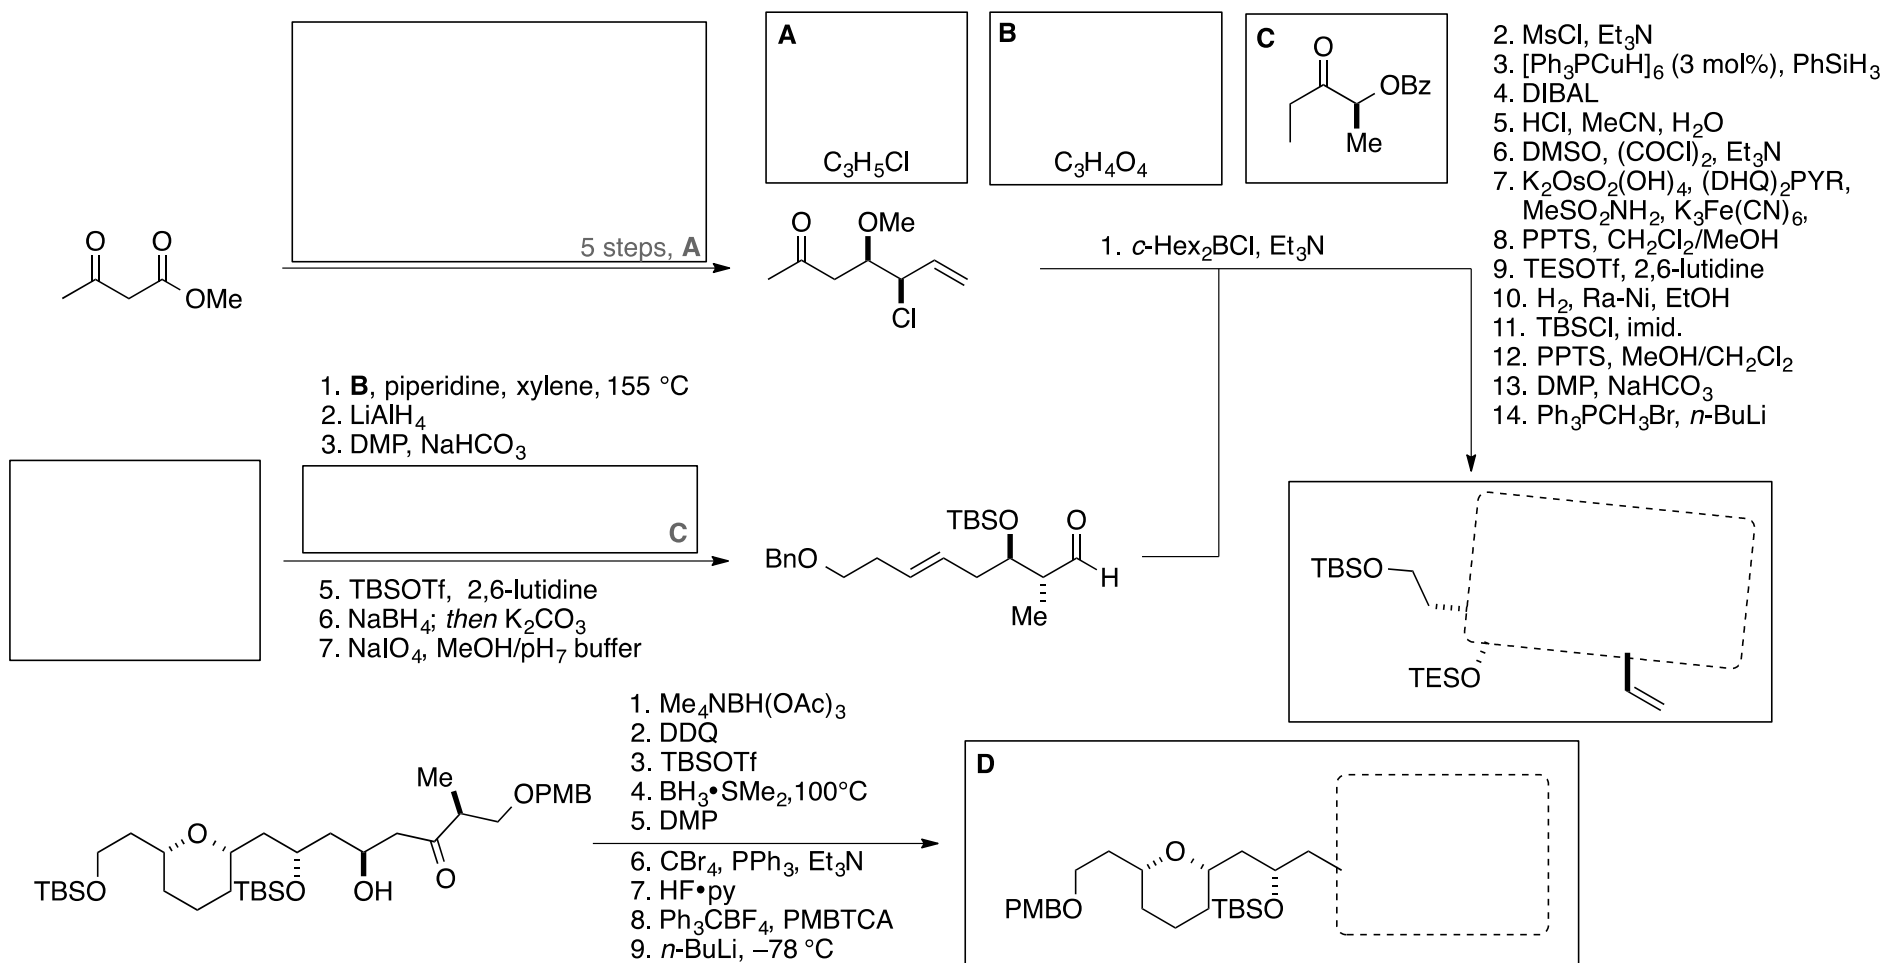 A
C3H5Cl
B
C3H4O4
C
O
OBz
Me
2. MsCl, Et3N
3. [Ph3PCuH]6 (3 mol%), PhSiH3
4. DIBAL
5. HCl, MeCN, H2O
6. DMSO, (COCl)2, Et3N
7. K2OsO2(OH)4, (DHQ)2PYR,
MeSO2NH2, K3Fe(CN)6,
8. PPTS, CH2Cl2/MeOH
9. TESOTf, 2,6-lutidine
10. H2, Ra-Ni, EtOH
11. TBSCl, imid.
12. PPTS, MeOH/CH2Cl2
13. DMP, NaHCO3
14. Ph3PCH3Br, n-BuLi
O
O
OMe
5 steps, A
O
OMe
Cl
1. c-Hex2BCl, Et3N
1. B, piperidine, xylene, 155 °C
2. LiAlH4
3. DMP, NaHCO3
C
5. TBSOTf, 2,6-lutidine
6. NaBH4; then K2CO3
7. NaIO4, MeOH/pH7 buffer
TBSO
O
BnO
H
Me
TBSO
TESO
Me
OPMB
O
TBSO
TBSO
OH
O
1. Me4NBH(OAc)3
2. DDQ
3. TBSOTf
4. BH3•SMe2,100°C
5. DMP
6. CBr4, PPh3, Et3N
7. HF•py
8. Ph3CBF4, PMBTCA
9. n-BuLi, –78 °C
D
O
PMBO
TBSO